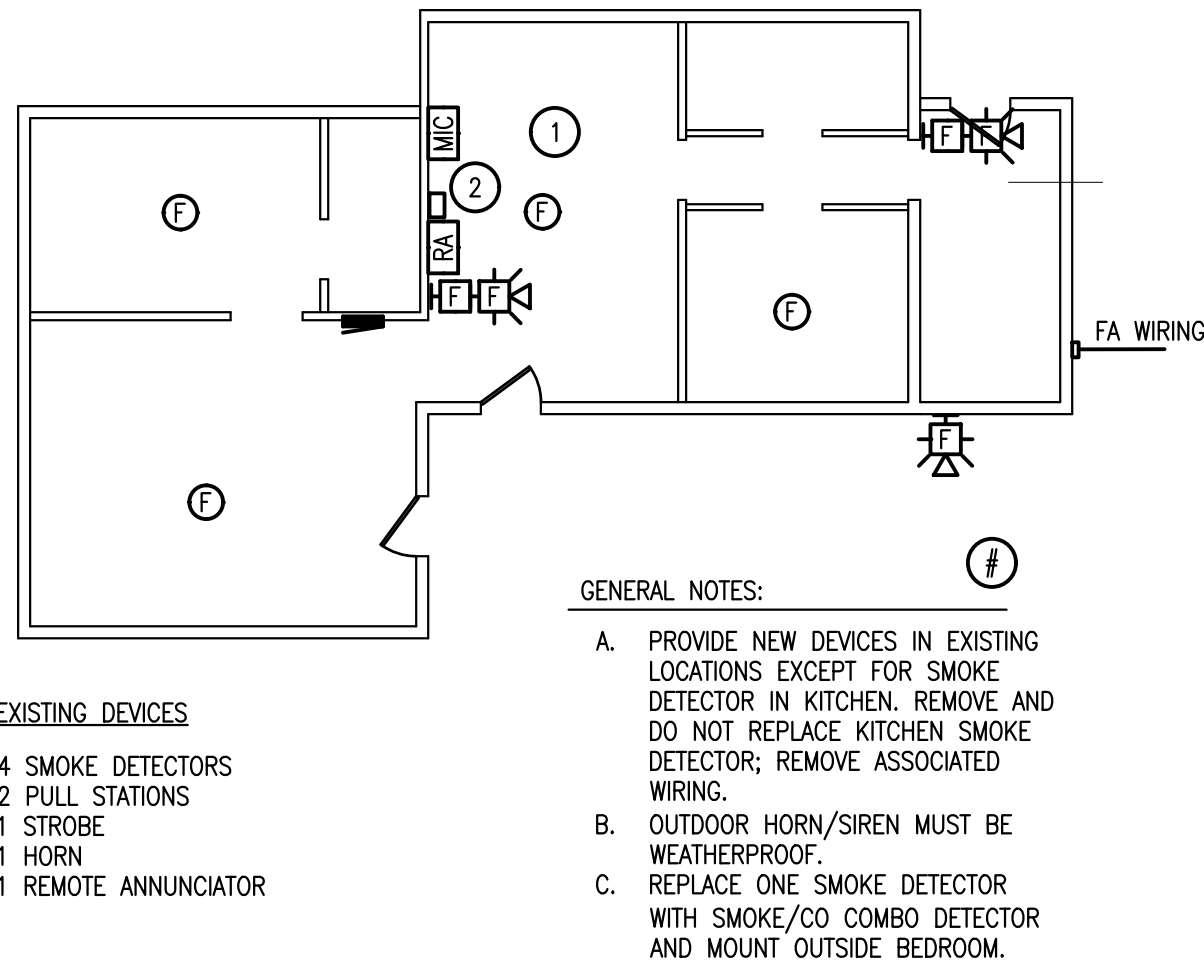 MIC
1
2
F
F
RA
F
F
F
F
F
FA WIRING
F
F
#
GENERAL NOTES:
A. PROVIDE NEW DEVICES IN EXISTING
LOCATIONS EXCEPT FOR SMOKE
DETECTOR IN KITCHEN. REMOVE AND
DO NOT REPLACE KITCHEN SMOKE
DETECTOR; REMOVE ASSOCIATED
WIRING.
B. OUTDOOR HORN/SIREN MUST BE
WEATHERPROOF.
C. REPLACE ONE SMOKE DETECTOR
WITH SMOKE/CO COMBO DETECTOR
AND MOUNT OUTSIDE BEDROOM.
EXISTING DEVICES
4 SMOKE DETECTORS
2 PULL STATIONS
1 STROBE
1 HORN
1 REMOTE ANNUNCIATOR